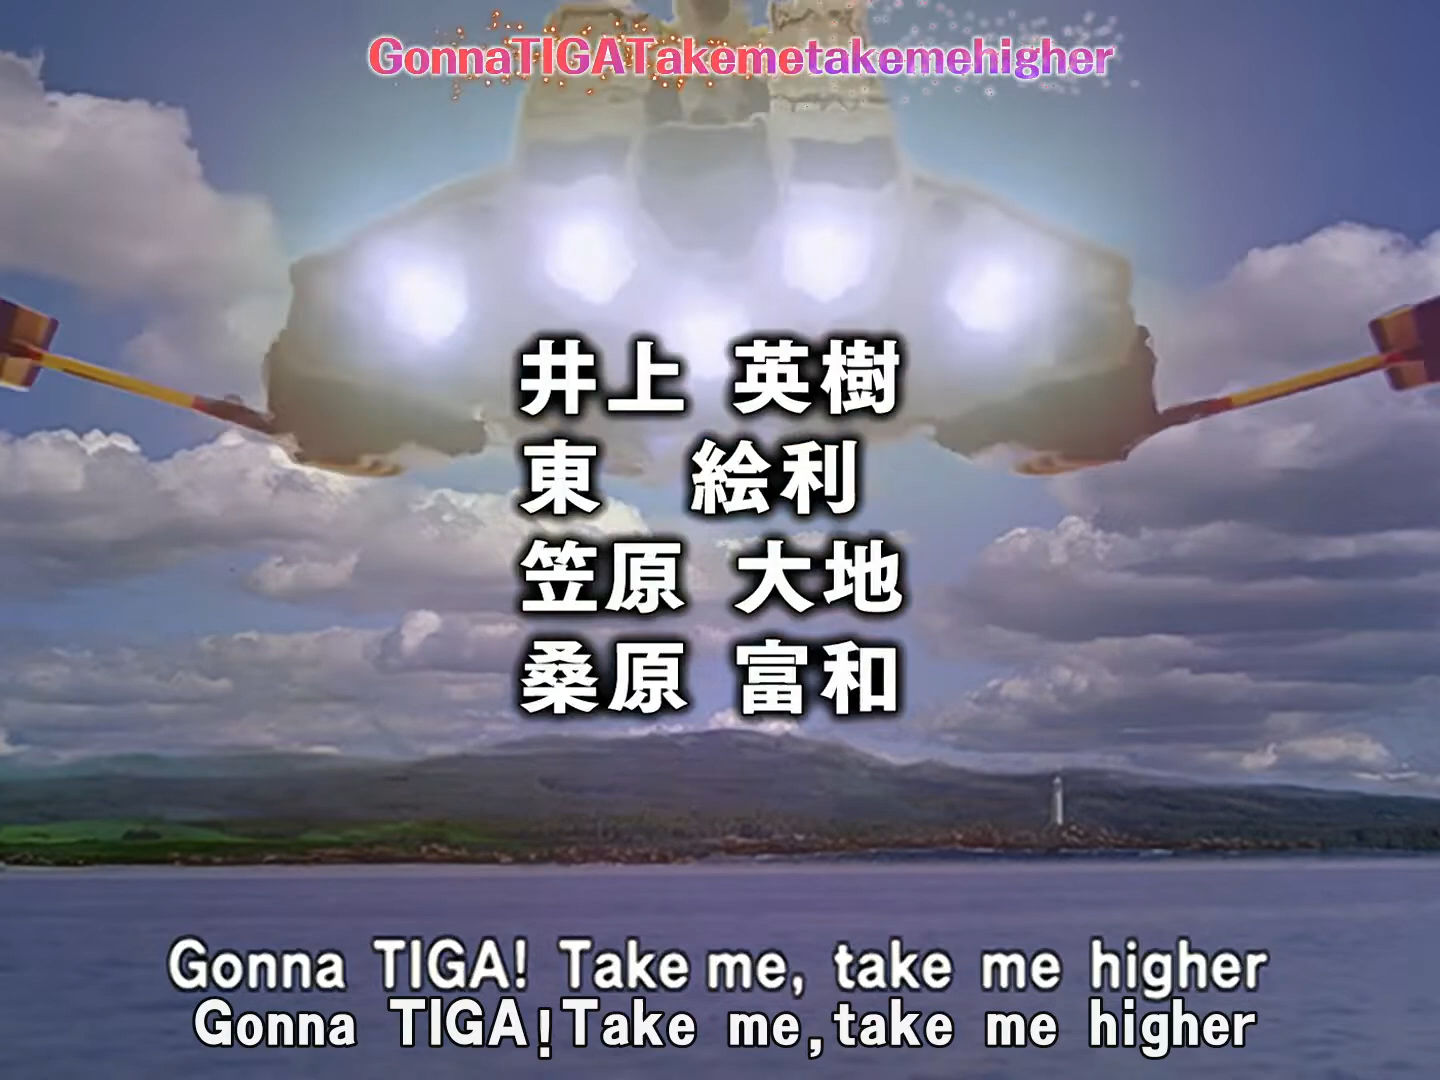 GonnaTIGATakemetakemehigher
井上 英樹
東 絵利
笠原 大地
桑原 富和
Gonna TIGA! Take me, take me higher
Gonna TIGA!Take me,take me higher